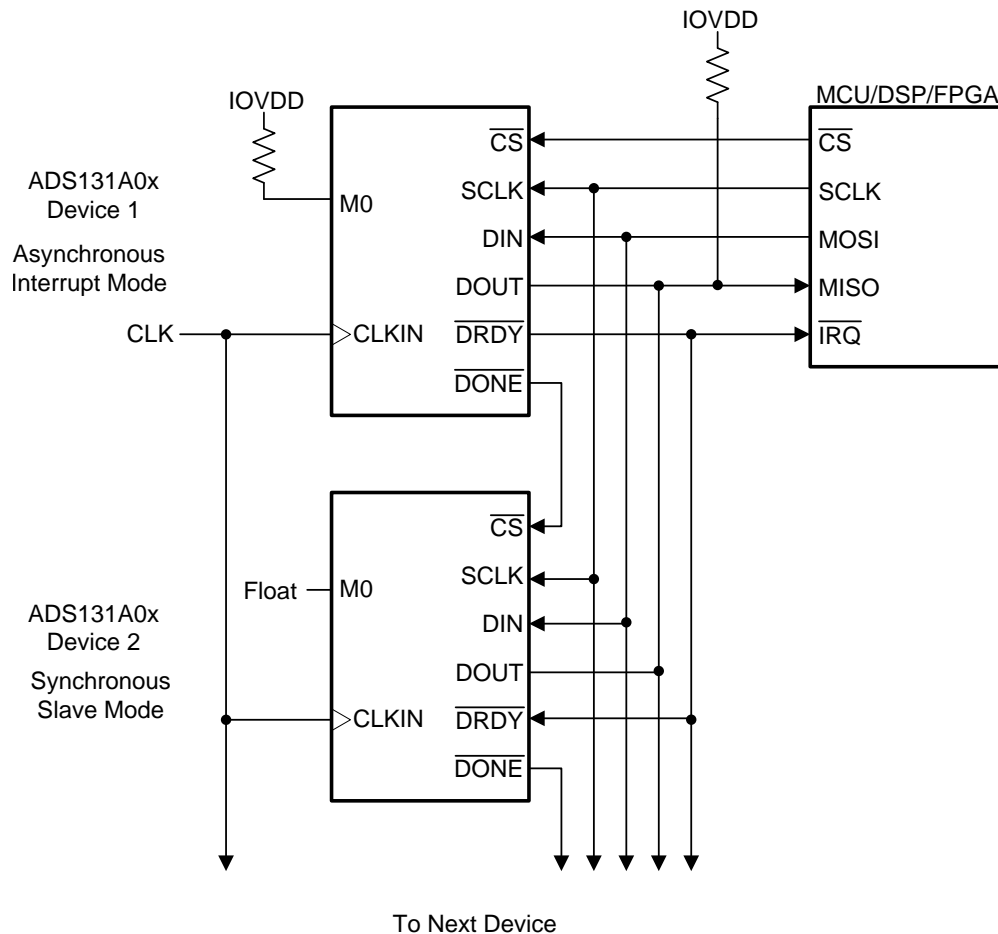 IOVDD
MCU/DSP/FPGA
IOVDD
CS
CS
ADS131A0x
Device 1
M0
SCLK
SCLK
Asynchronous
Interrupt Mode
DIN
MOSI
DOUT
MISO
CLK
CLKIN
DRDY
IRQ
DONE
CS
SCLK
Float
M0
ADS131A0x
Device 2
DIN
Synchronous
Slave Mode
DOUT
CLKIN
DRDY
DONE
To Next Device